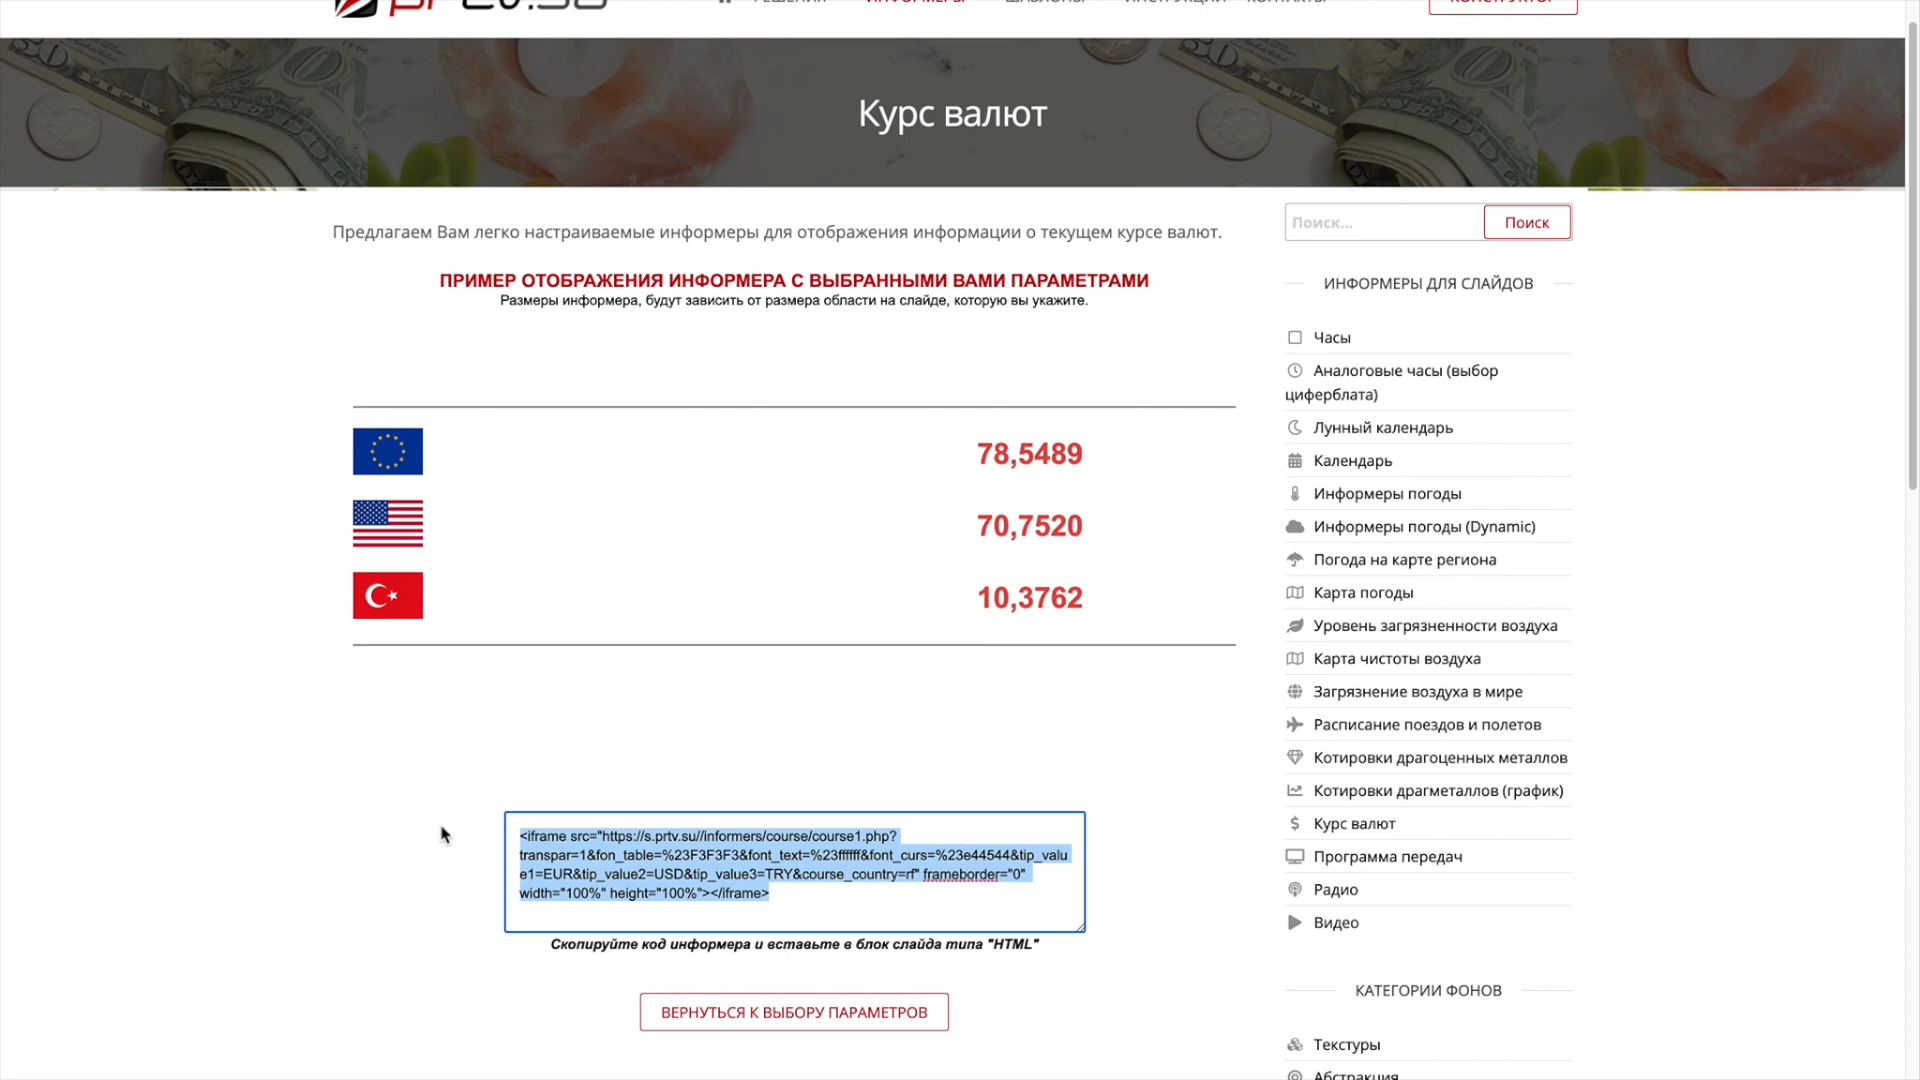 ИНФОРМЕРЫ
КОНСТРУКТОР
Курс валют
Предлагаем Вам легко настраиваемые информеры для отображения информации о текущем курсе валют.
ПРИМЕР ОТОБРАЖЕНИЯ ИНФОРМЕРА С ВЫБРАННЫМИ ВАМИ ПАРАМЕТРАМИ
Размеры информера, будут зависить от размера области на слайде, которую вы укажите.
78,5489
70,7520
10,3762
<iframe src="https://s.prtv.su//informers/course/course1.php?
transpar=1&fon_table=%23F3F3F3&font_text=%23ffffff&font_curs=%23e44544&tip_valu
e1=EUR&tip_value2=USD&tip_value3=TRY&course_country=rf" frameborder="0"
width="100%" height="100%"></iframe>
Скопируйте код информера и вставьте в блок слайда типа "HTML"
ВЕРНУТЬСЯ К ВЫБОРУ ПАРАМЕТРОВ
Поиск...
Поиск
ИНФОРМЕРЫ ДЛЯ СЛАЙДОВ
Часы
Аналоговые часы (выбор
циферблата)
Лунный календарь
Календарь
Информеры погоды
Информеры погоды (Dynamic)
Погода на карте региона
Карта погоды
Уровень загрязненности воздуха
Карта чистоты воздуха
Загрязнение воздуха в мире
Расписание поездов и полетов
Котировки драгоценных металлов
Котировки драгметаллов (график)
Курс валют
Программа передач
Радио
Видео
КАТЕГОРИИ ФОНОВ
Текстуры
Абстракция